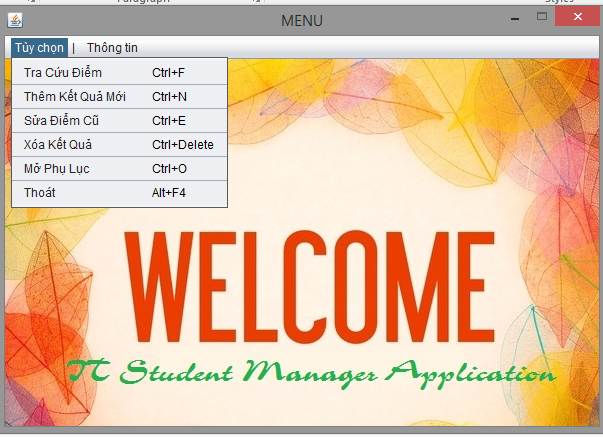 MENU
Tùy chọn | Thông tin
Tra Cứu Điểm Ctrl+F
Thêm Kết Quả Mới Ctrl+N
Sửa Điểm Cũ Ctrl+E
Xóa Kết Quả Ctrl+Delete
Mở Phụ Lục Ctrl+O
Thoát Alt+F4
WELCOME
IT Student Manager Application